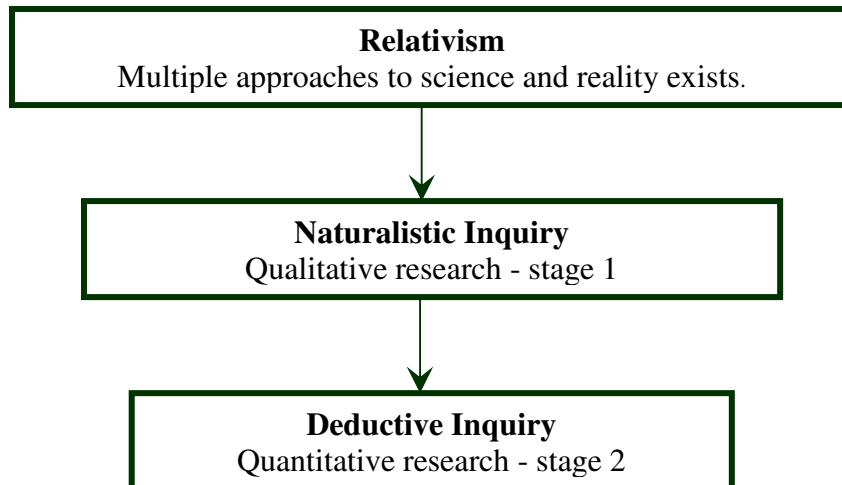 Relativism
Multiple approaches to science and reality exists.
Naturalistic Inquiry
Qualitative research - stage 1
Deductive Inquiry
Quantitative research - stage 2